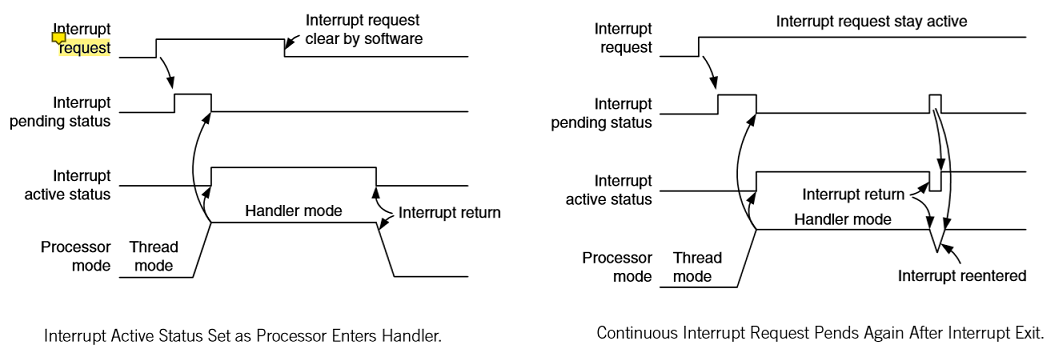 Interrupt
request
Interrupt request
clear by software
Interrupt
pending status
Interrupt
active status
Handler mode
Interrupt return
Processor
mode
Thread
mode
Interrupt Active Status Set as Processor Enters Handler.
Interrupt
request
Interrupt request stay active
Interrupt
pending status
Interrupt
active status
Interrupt return
Handler mode
Processor
mode
Thread
mode
Interrupt reentered
Continuous Interrupt Request Pends Again After Interrupt Exit.